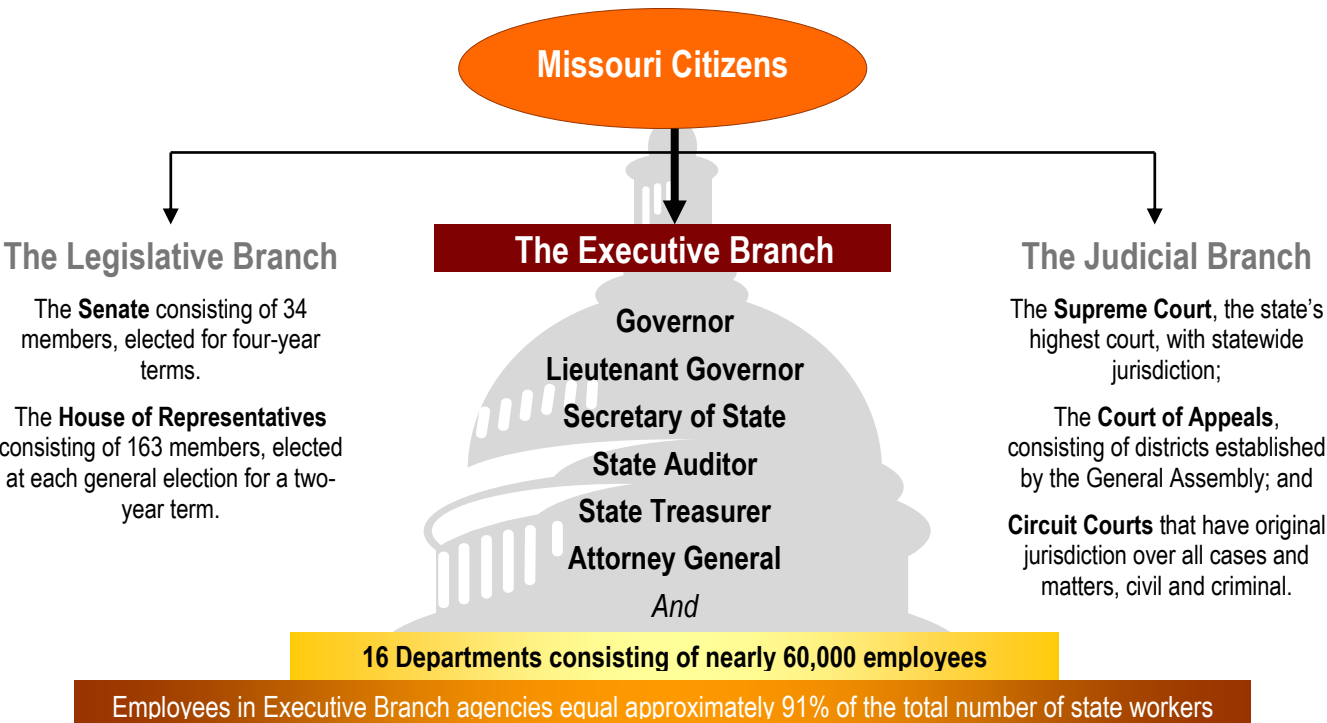 Missouri Citizens
The Legislative Branch
The Senate consisting of 34
members, elected for four-year
terms.
The House of Representatives
consisting of 163 members, elected
at each general election for a two-
year term.
The Executive Branch
Governor
Lieutenant Governor
Secretary of State
State Auditor
State Treasurer
Attorney General
And
16 Departments consisting of nearly 60,000 employees
Employees in Executive Branch agencies equal approximately 91% of the total number of state workers
The Judicial Branch
The Supreme Court, the state’s
highest court, with statewide
jurisdiction;
The Court of Appeals,
consisting of districts established
by the General Assembly; and
Circuit Courts that have original
jurisdiction over all cases and
matters, civil and criminal.